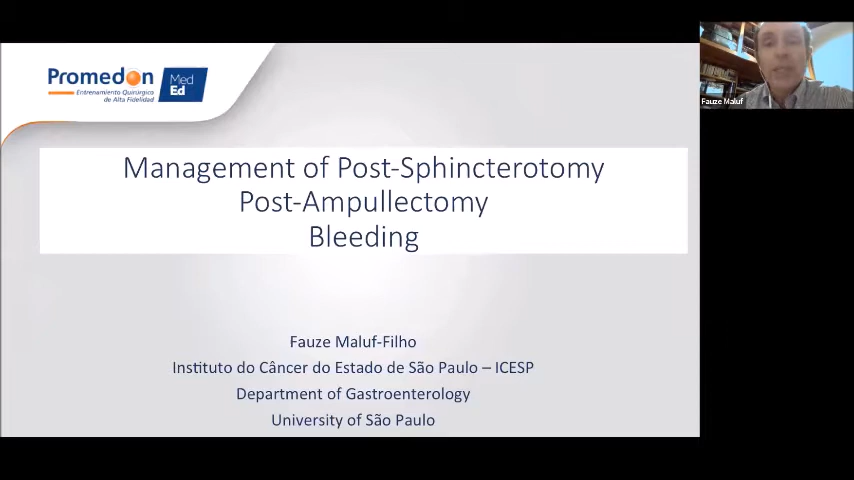 Promedon
Med
Ed
Entrenamiento Quirúrgico
de Alta Fidelidad
Fauze Maluf
Management of Post-Sphincterotomy
Post-Ampullectomy
Bleeding
Fauze Maluf-Filho
Instituto do Câncer do Estado de São Paulo – ICESP
Department of Gastroenterology
University of São Paulo